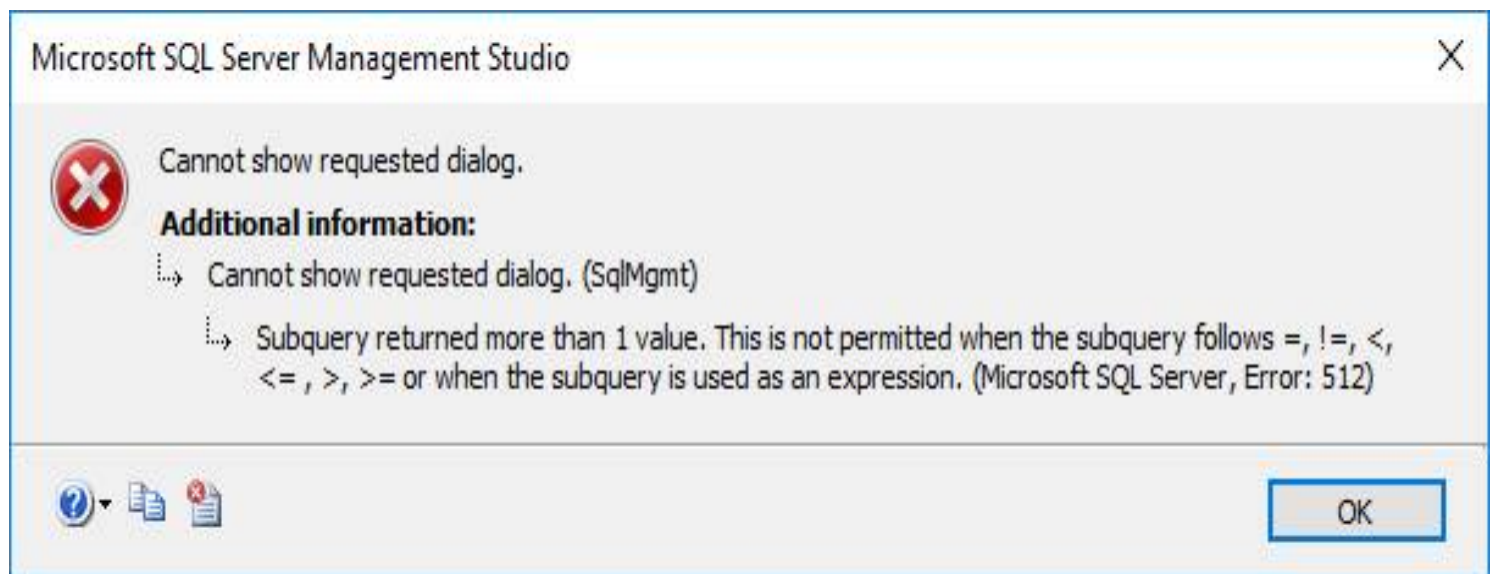 Microsoft SQL Server Management Studio
Cannot show requested dialog.
Additional information:
Cannot show requested dialog. (SqlMgmt)
Subquery returned more than 1 value. This is not permitted when the subquery follows =, !=, <,
<= , >, >= or when the subquery is used as an expression. (Microsoft SQL Server, Error: 512)
OK